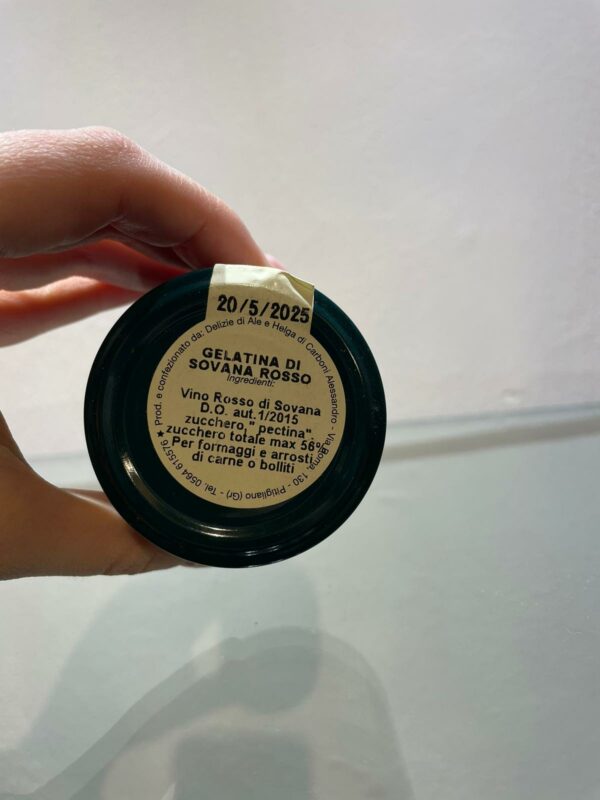 20/5/2025
Prod. e confezionato da: Delizie di Ale e Helga di Carboni Alessandro - Via Roma, 130 - Pitigliano (Gr) - Tel. 0564 615576 ★
GELATINA DI
SOVANA ROSSO
Ingredienti:
Vino Rosso di Sovana
D.O. aut.1/2015
zucchero," pectina".
zucchero totale max 56%
Per formaggi e arrosti
di carne o bolliti